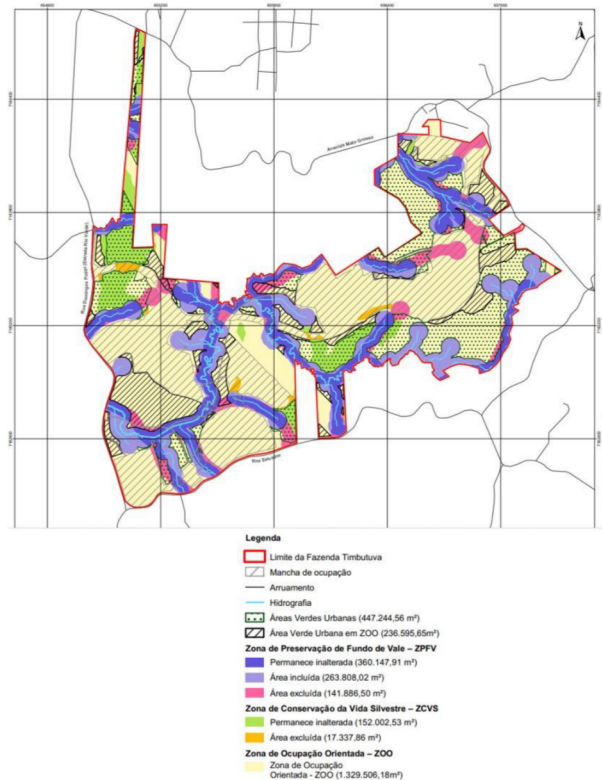 N
Avenida Mato Grosso
Rua Domingos Puppi (Estrada Rio Verde)
Rua Salvador
Legenda
Limite da Fazenda Timbutuva
Mancha de ocupação
Arruamento
Hidrografia
Áreas Verdes Urbanas (447.244,56 m²)
Área Verde Urbana em ZOO (236.595,65m²)
Zona de Preservação de Fundo de Vale – ZPFV
Permanece inalterada (360.147,91 m²)
Área incluída (263.808,02 m²)
Área excluída (141.886,50 m²)
Zona de Conservação da Vida Silvestre – ZCVS
Permanece inalterada (152.002,53 m²)
Área excluída (17.337,86 m²)
Zona de Ocupação Orientada – ZOO
Zona de Ocupação
Orientada - ZOO (1.329.506,18m²)